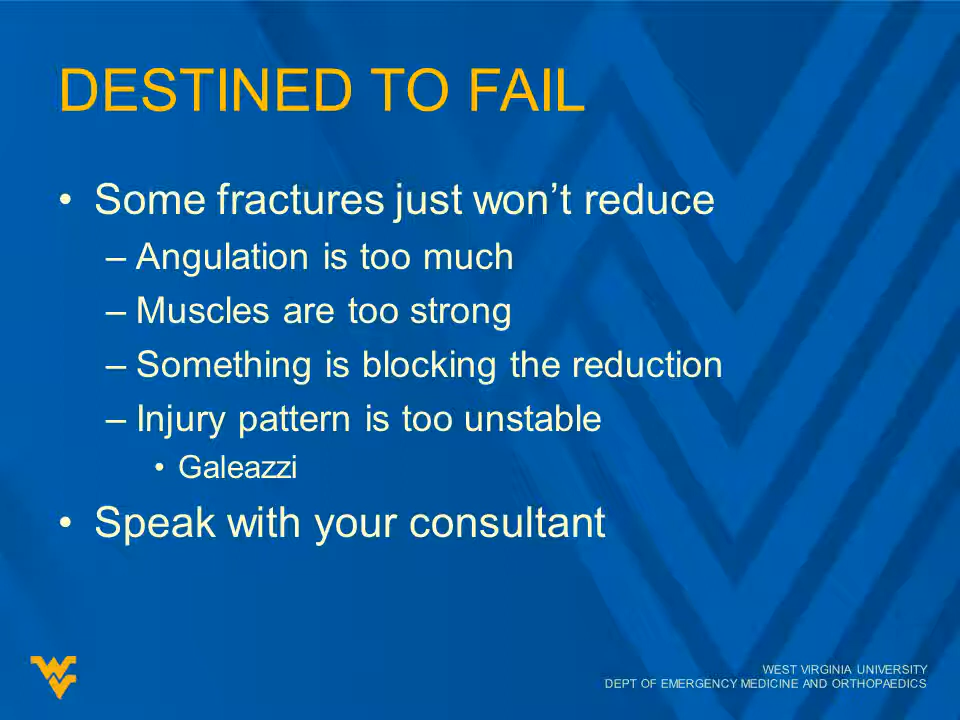 DESTINED TO FAIL
• Some fractures just won’t reduce
– Angulation is too much
– Muscles are too strong
– Something is blocking the reduction
– Injury pattern is too unstable
• Galeazzi
• Speak with your consultant
WV
WEST VIRGINIA UNIVERSITY
DEPT OF EMERGENCY MEDICINE AND ORTHOPAEDICS